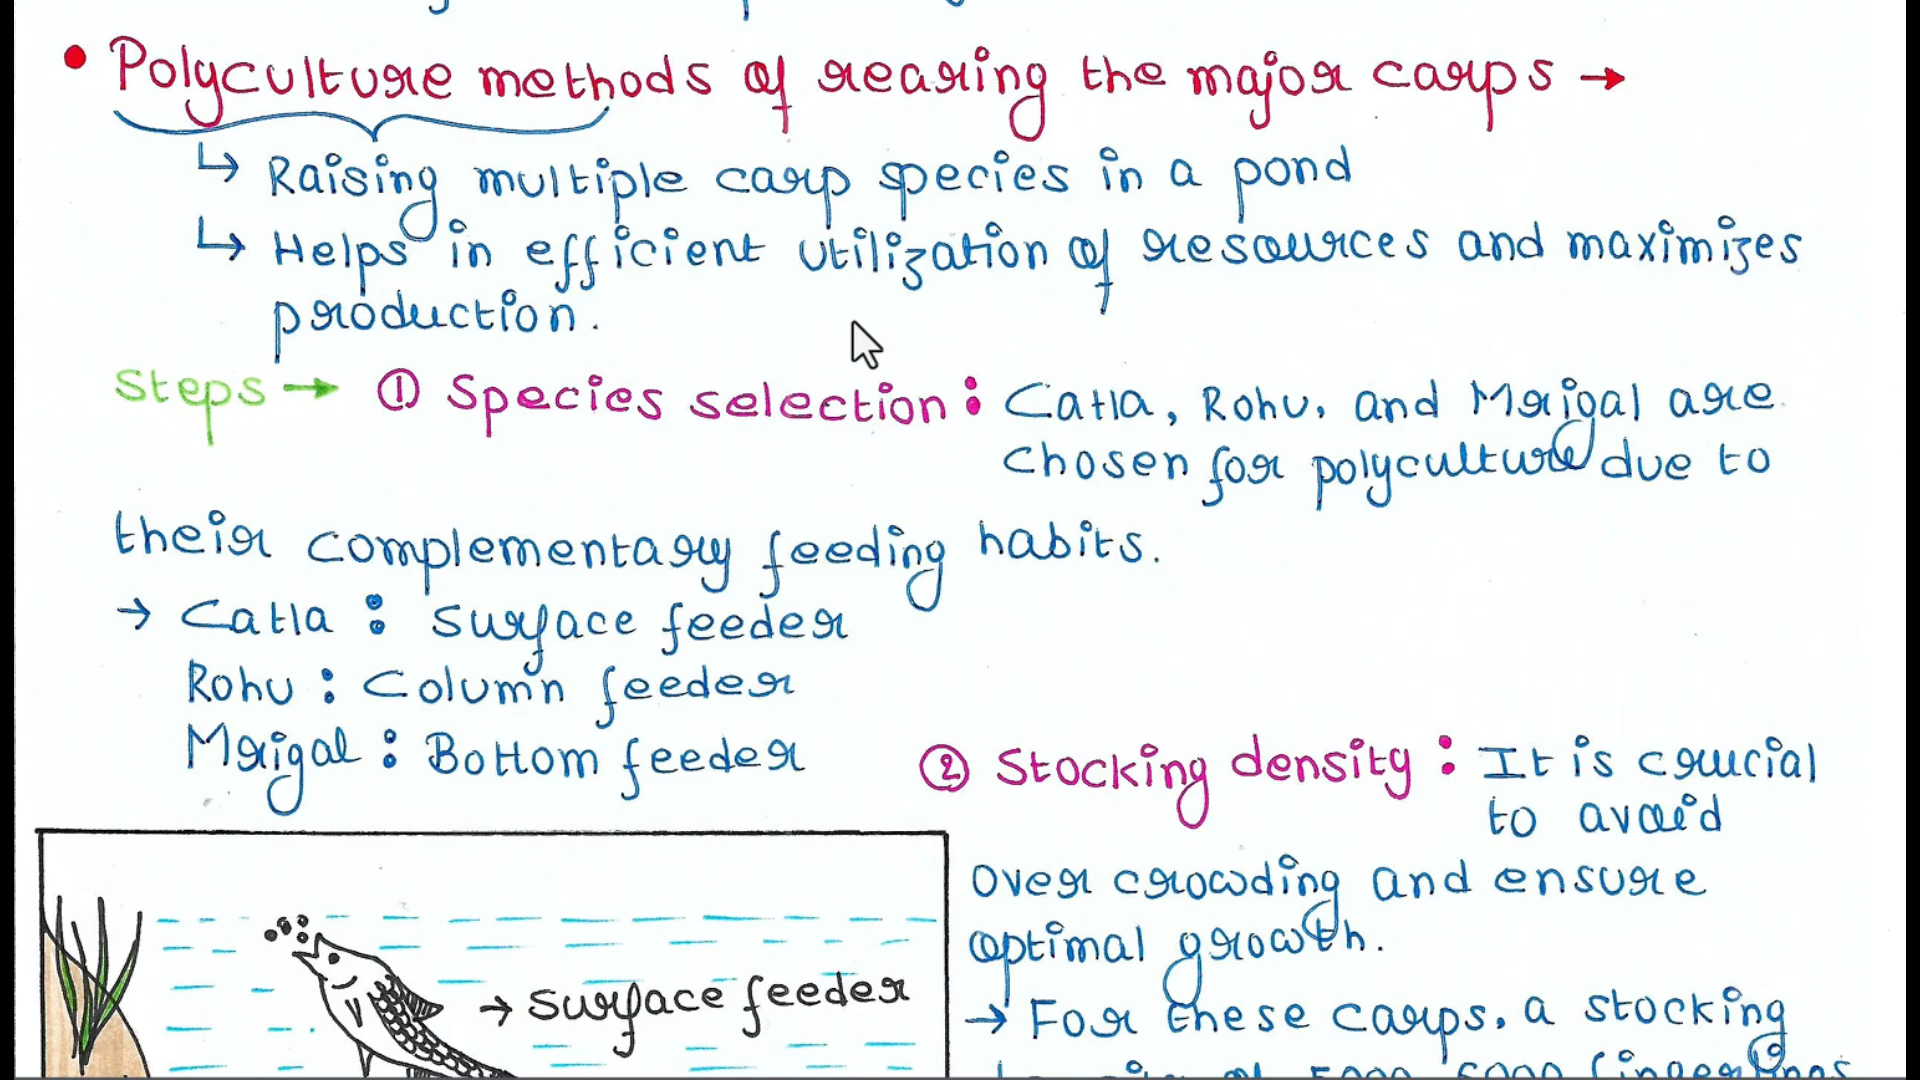 • Polyculture methods of rearing the major carps →
↳ Raising multiple carp species in a pond
↳ Helps in efficient utilization of resources and maximizes
production.
Steps → ① Species selection : Catla, Rohu, and Mrigal are
chosen for polyculture due to
their complementary feeding habits.
→ Catla : surface feeder
Rohu : Column feeder
Mrigal : Bottom feeder
② Stocking density : It is crucial
to avoid
over crowding and ensure
optimal growth.
→ For these carps, a stocking
→ surface feeder